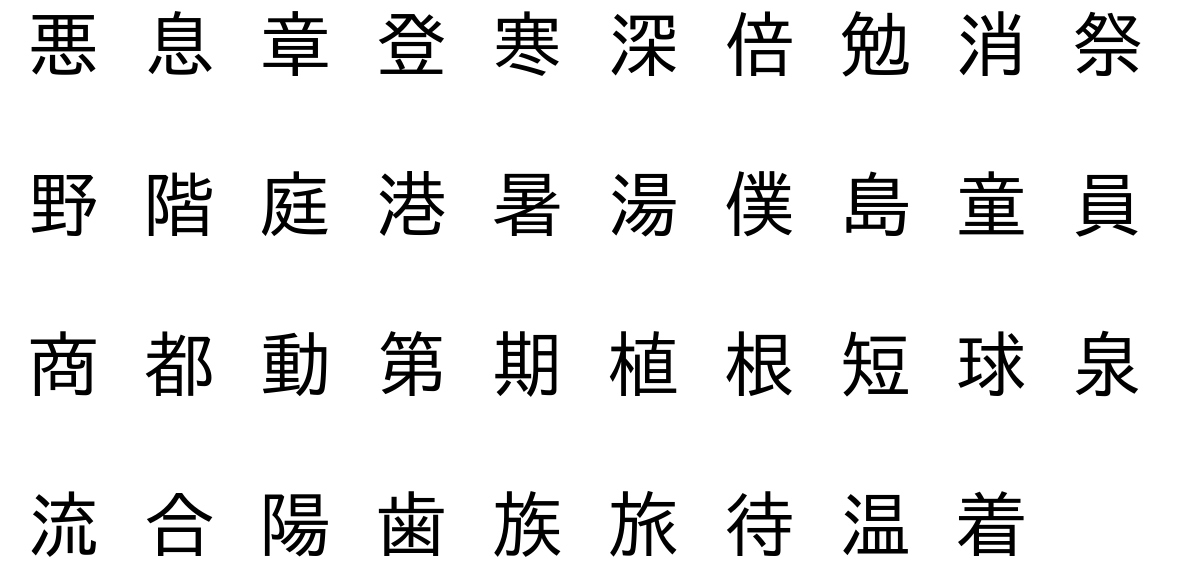 悪 息 章 登 寒 深 倍 勉 消 祭
野 階 庭 港 暑 湯 僕 島 童 員
商 都 動 第 期 植 根 短 球 泉
流 合 陽 歯 族 旅 待 温 着